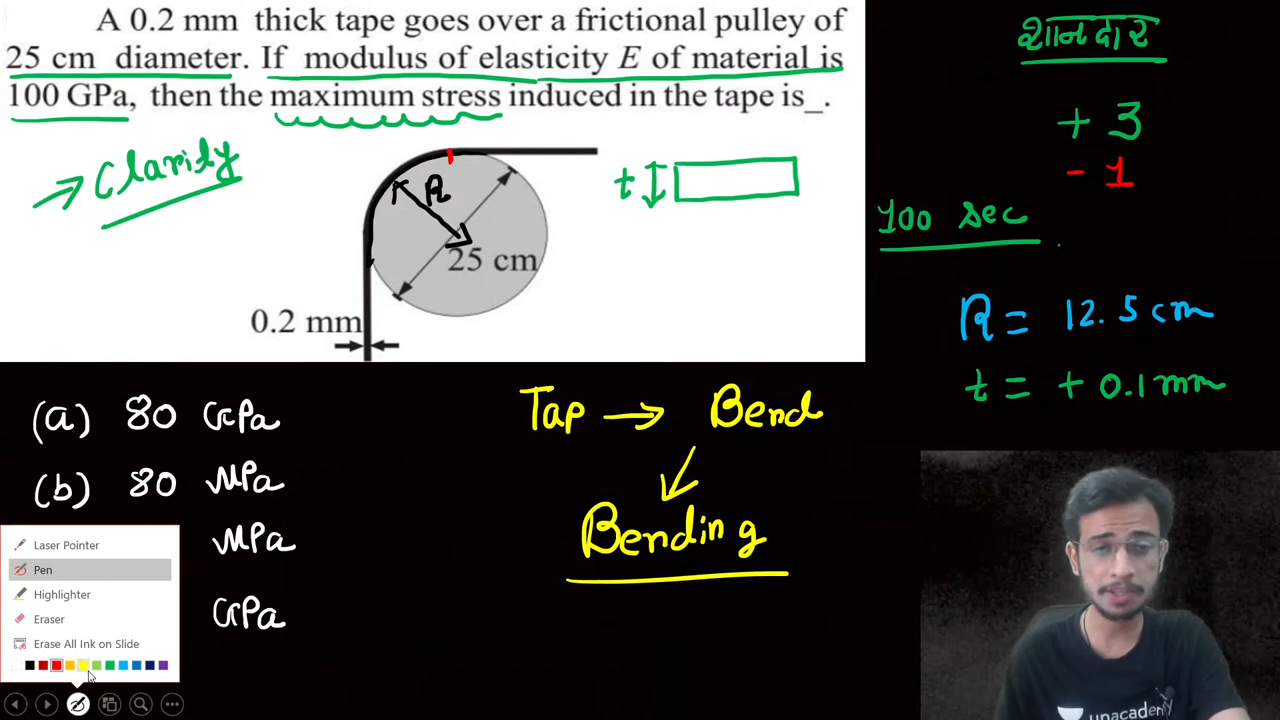 A 0.2 mm thick tape goes over a frictional pulley of
25 cm diameter. If modulus of elasticity E of material is
100 GPa, then the maximum stress induced in the tape is_.
→ Clarity
R
t
25 cm
0.2 mm
शानदार
+ 3
- 1
100 sec
R = 12.5 cm
t = + 0.1 mm
(a) 80 GPa
(b) 80 MPa
MPa
GPa
Tap → Bend
Bending
Laser Pointer
Pen
Highlighter
Eraser
Erase All Ink on Slide
unacademy